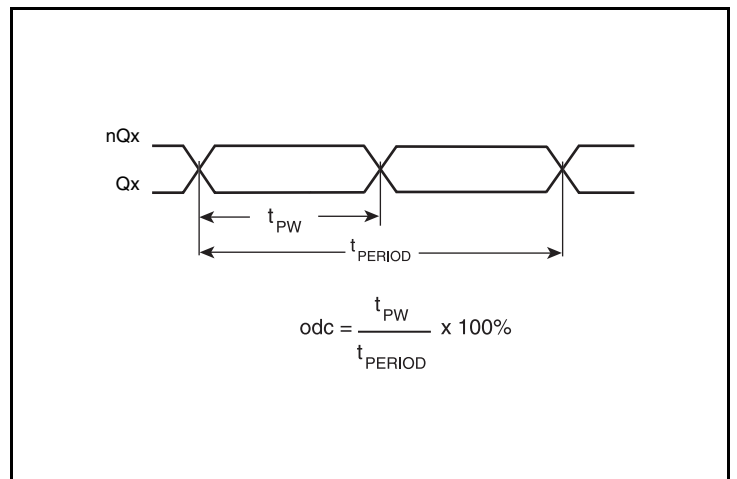 nQx
Qx
tPW
tPERIOD
odc = tPW / tPERIOD x 100%